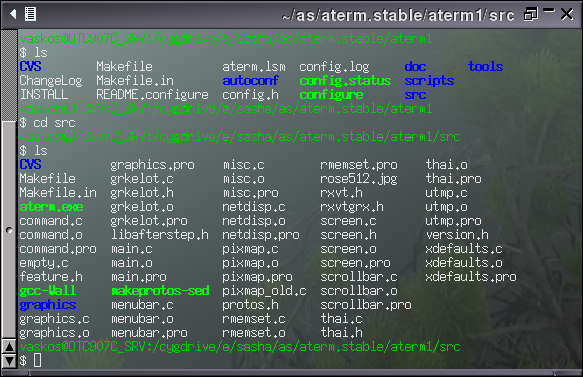 ~/as/aterm.stable/aterm1/src
vaskos@DTC907C_SRV:/cygdrive/e/sasha/as/aterm.stable/aterm1
$ ls
CVS Makefile aterm.lsm config.log doc tools
ChangeLog Makefile.in autoconf config.status scripts
INSTALL README.configure config.h configure src
vaskos@DTC907C_SRV:/cygdrive/e/sasha/as/aterm.stable/aterm1
$ cd src
vaskos@DTC907C_SRV:/cygdrive/e/sasha/as/aterm.stable/aterm1/src
$ ls
CVS graphics.pro misc.c rmemset.pro thai.o
Makefile grkelot.c misc.o rose512.jpg thai.pro
Makefile.in grkelot.h misc.pro rxvt.h utmp.c
aterm.exe grkelot.o netdisp.c rxvtgrx.h utmp.o
command.c grkelot.pro netdisp.o screen.c utmp.pro
command.o libafterstep.h netdisp.pro screen.h version.h
command.pro main.c pixmap.c screen.o xdefaults.c
empty.c main.o pixmap.o screen.pro xdefaults.o
feature.h main.pro pixmap.pro scrollbar.c xdefaults.pro
gcc-Wall makeprotos-sed pixmap_old.c scrollbar.o
graphics menubar.c protos.h scrollbar.pro
graphics.c menubar.o rmemset.c thai.c
graphics.o menubar.pro rmemset.o thai.h
vaskos@DTC907C_SRV:/cygdrive/e/sasha/as/aterm.stable/aterm1/src
$